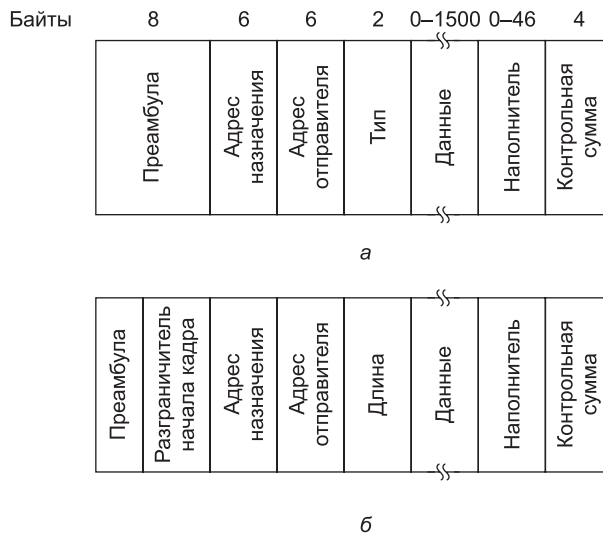 Байты 8 6 6 2 0–1500 0–46 4
Преамбула
Адрес
назначения
Адрес
отправителя
Тип
Данные
Наполнитель
Контрольная
сумма
а
Преамбула
Разграничитель
начала кадра
Адрес
назначения
Адрес
отправителя
Длина
Данные
Наполнитель
Контрольная
сумма
б